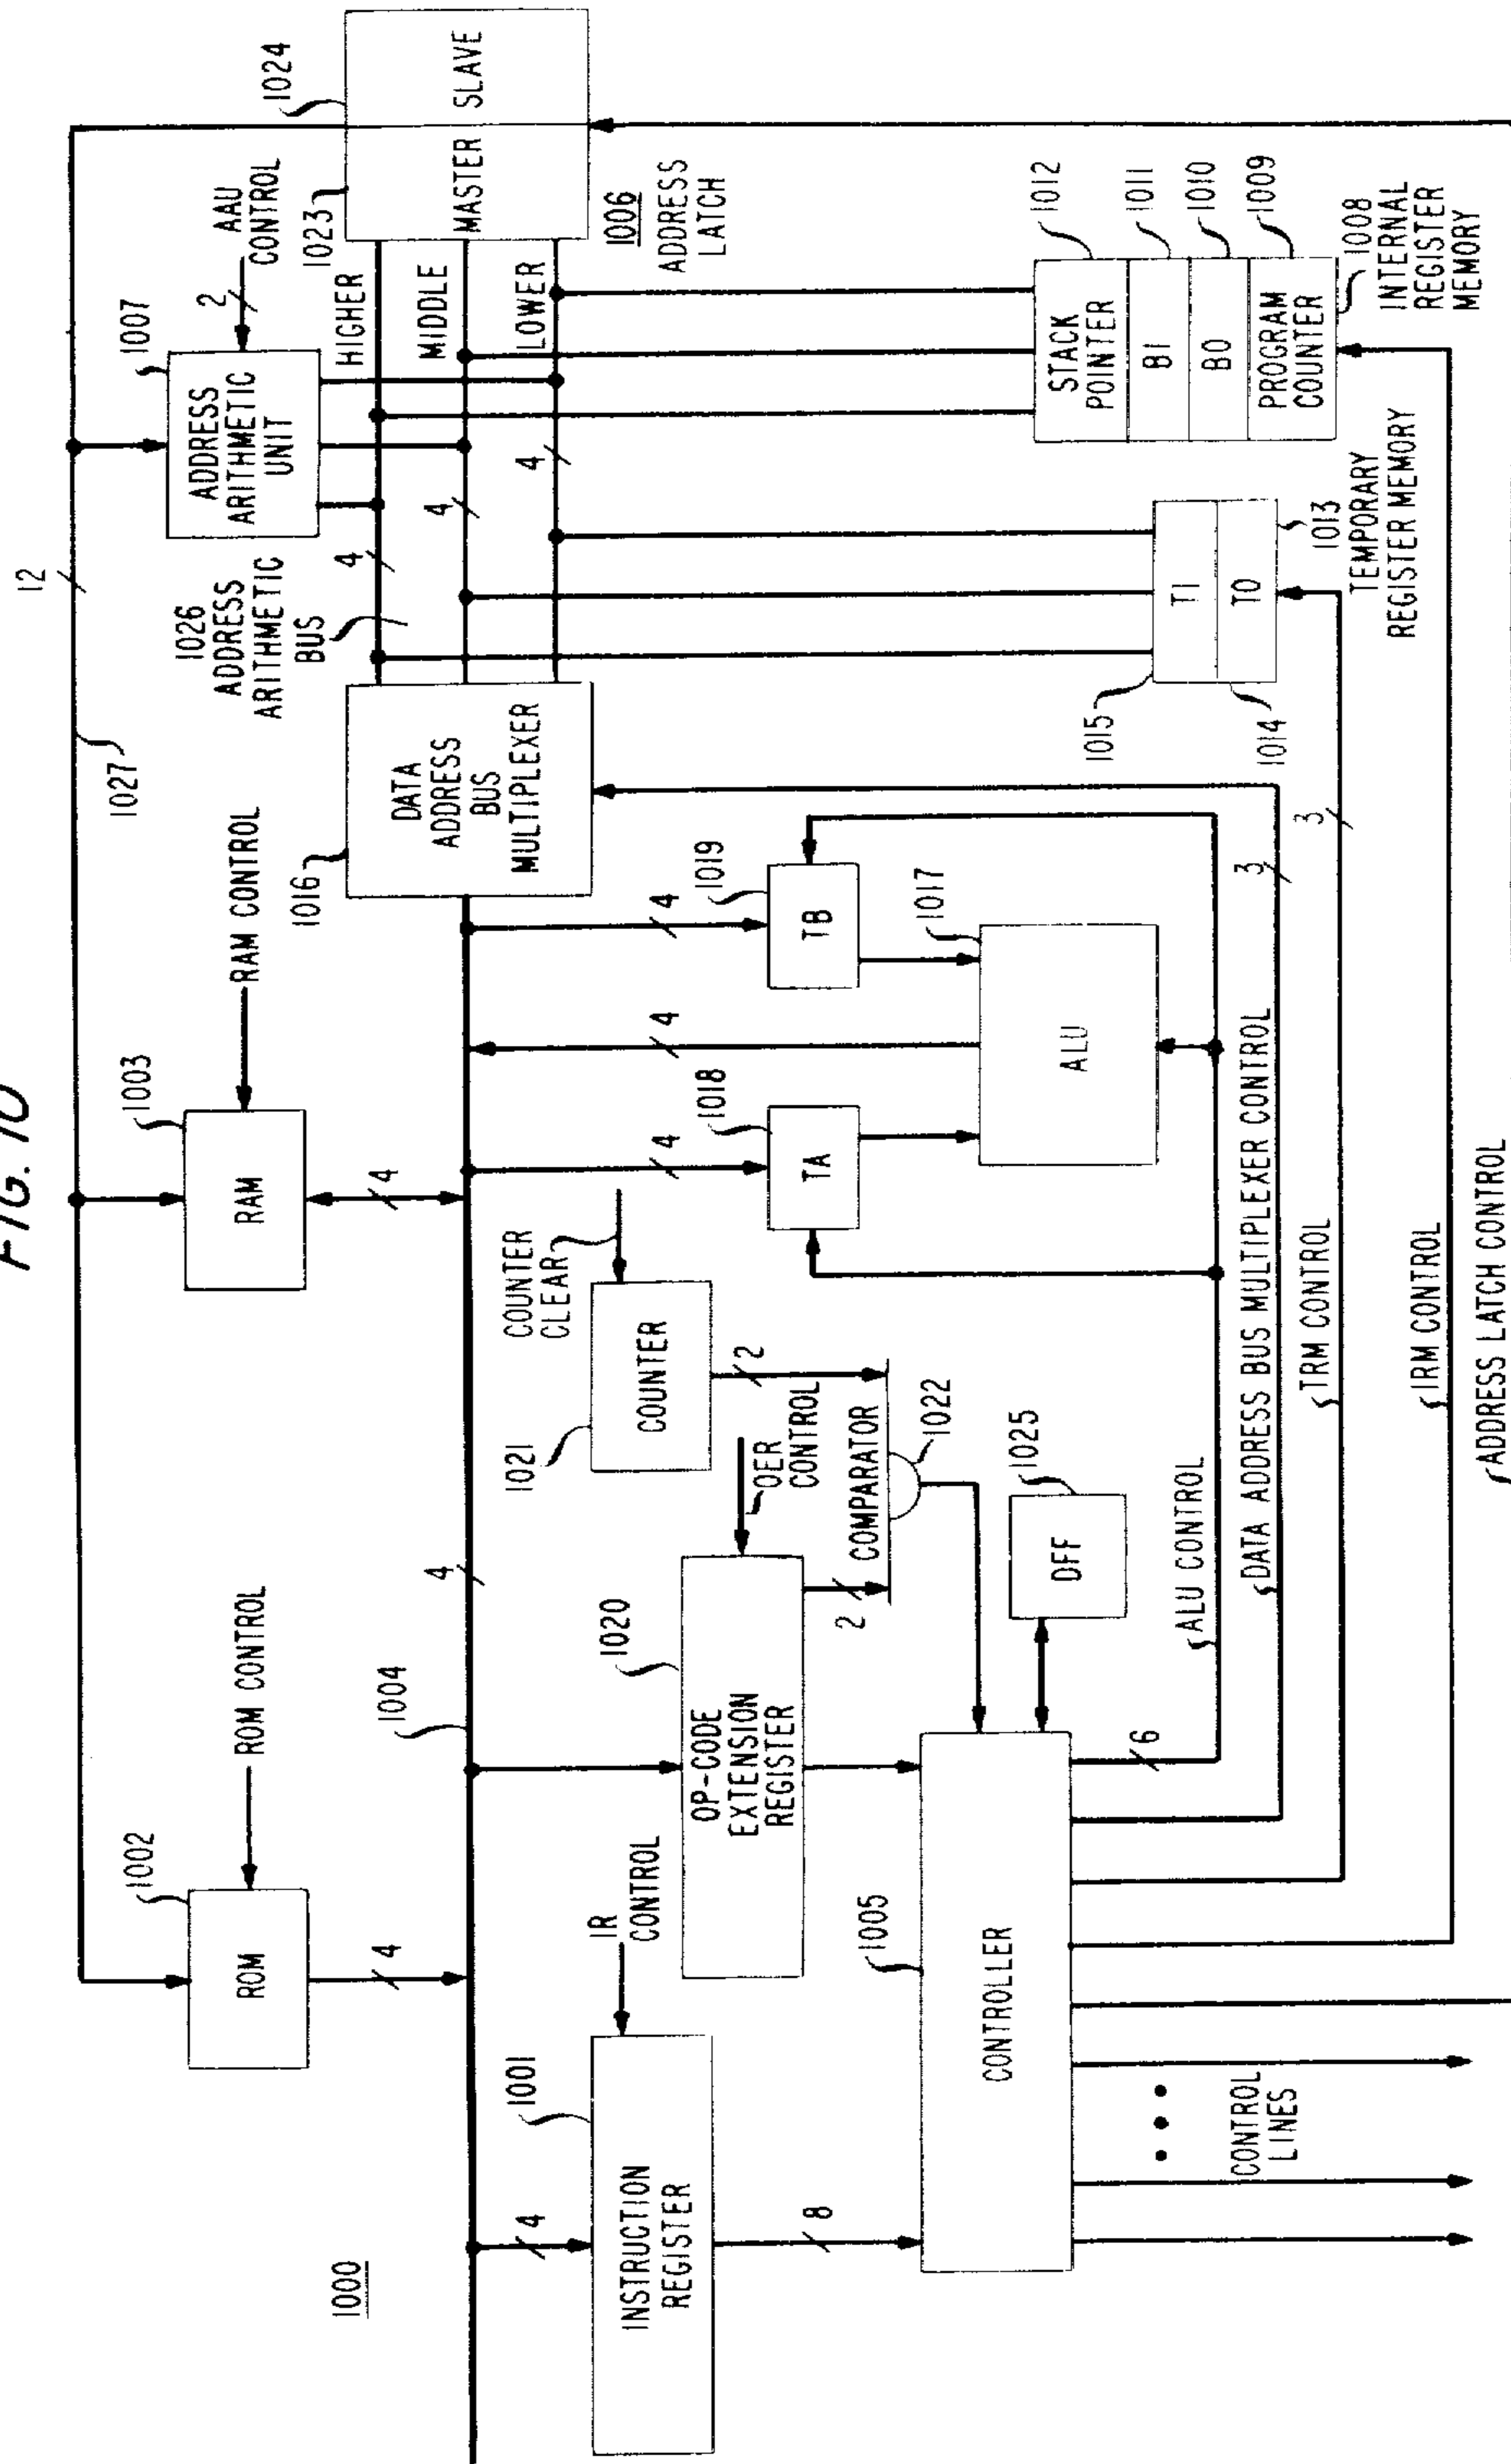 FIG. 10
1000
12
1027
ROM CONTROL
1002
ROM
4
RAM CONTROL
1003
RAM
4
1007
ADDRESS
ARITHMETIC
UNIT
2
AAU
CONTROL
1026
ADDRESS
ARITHMETIC
BUS
1023
1024
MASTER
SLAVE
1006
ADDRESS
LATCH
HIGHER
MIDDLE
LOWER
4
4
4
1004
4
1016
DATA
ADDRESS
BUS
MULTIPLEXER
4
1001
INSTRUCTION
REGISTER
IR
CONTROL
8
1020
OP-CODE
EXTENSION
REGISTER
OER
CONTROL
2
COUNTER
CLEAR
1021
COUNTER
2
COMPARATOR
1022
4
1018
TA
4
4
1019
TB
1017
ALU
1005
CONTROLLER
1025
DFF
6
ALU CONTROL
DATA ADDRESS BUS MULTIPLEXER CONTROL
3
TRM CONTROL
3
IRM CONTROL
ADDRESS LATCH CONTROL
CONTROL
LINES
1015
T1
T0
1014
1013
TEMPORARY
REGISTER MEMORY
STACK
POINTER
1012
B1
1011
B0
1010
PROGRAM
COUNTER
1009
1008
INTERNAL
REGISTER
MEMORY